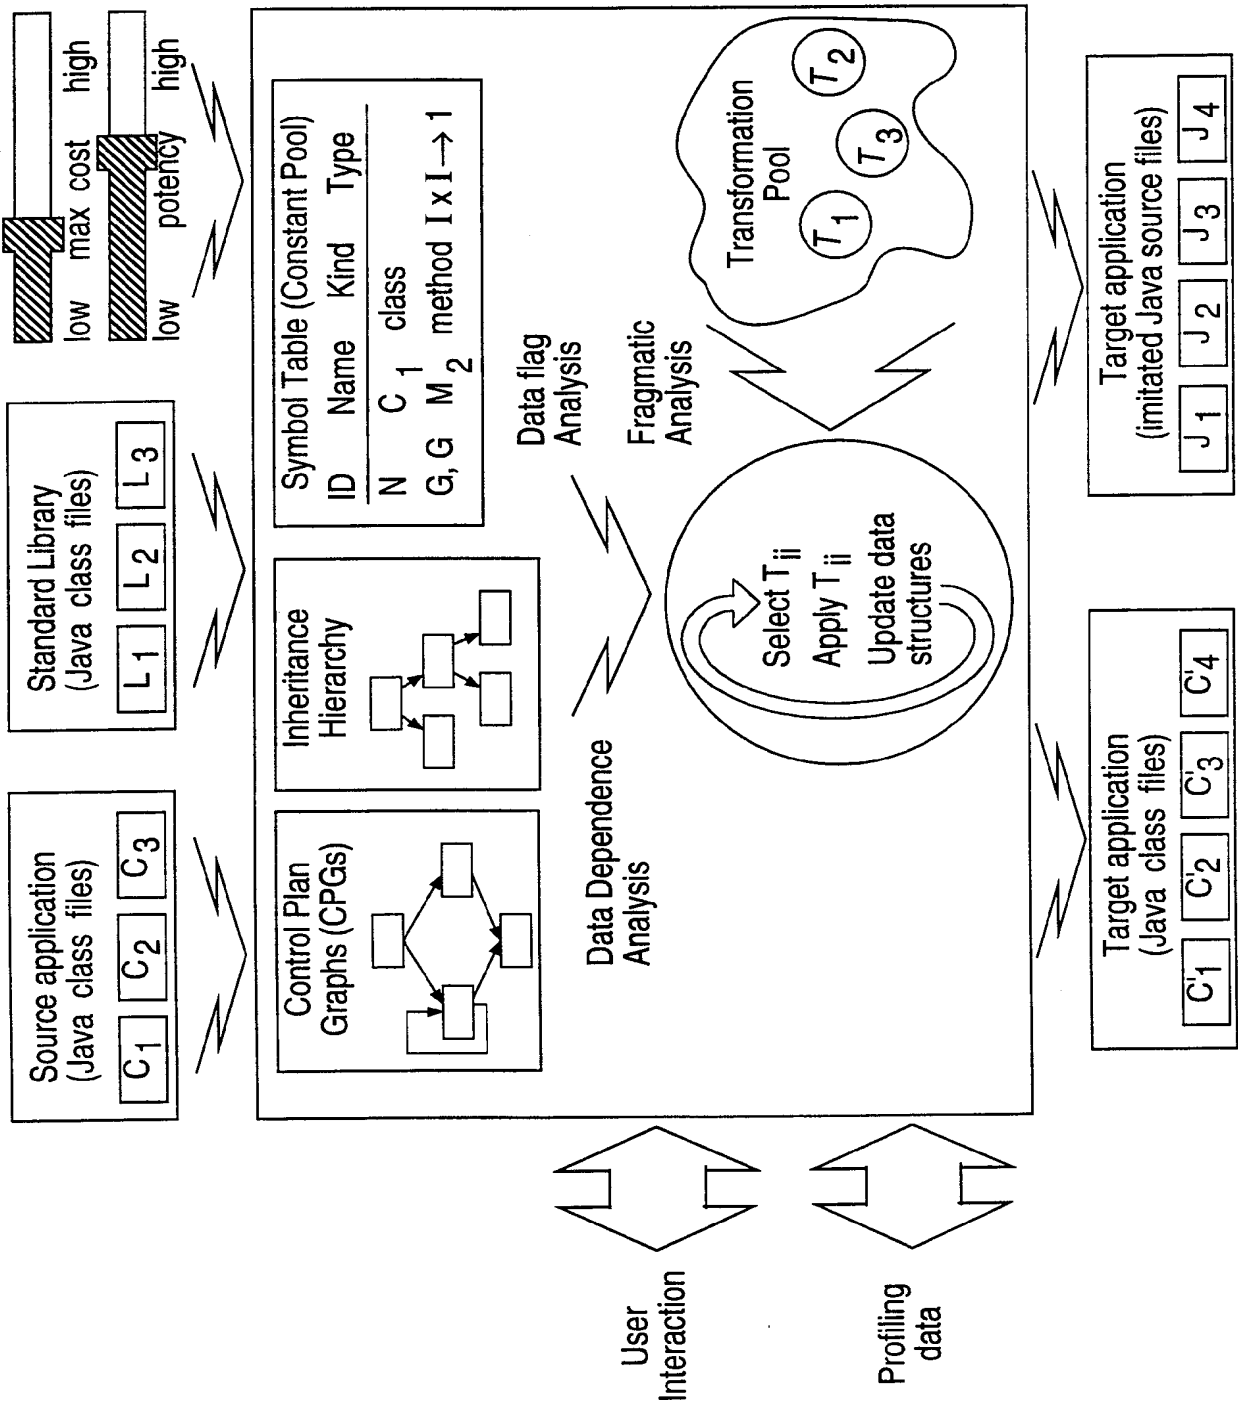 Source application
(Java class files)
C1 C2 C3
Standard Library
(Java class files)
L1 L2 L3
low max cost high
low potency high
Control Plan
Graphs (CPGs)
Inheritance
Hierarchy
Symbol Table (Constant Pool)
ID Name Kind Type
N C1 class
G, G M2 method I x I → 1
Data Dependence
Analysis
Data flag
Analysis
Fragmatic
Analysis
User
Interaction
Profiling
data
Select Tii
Apply Tii
Update data
structures
Transformation
Pool
T1 T3 T2
Target application
(Java class files)
C'1 C'2 C'3 C'4
Target application
(imitated Java source files)
J1 J2 J3 J4